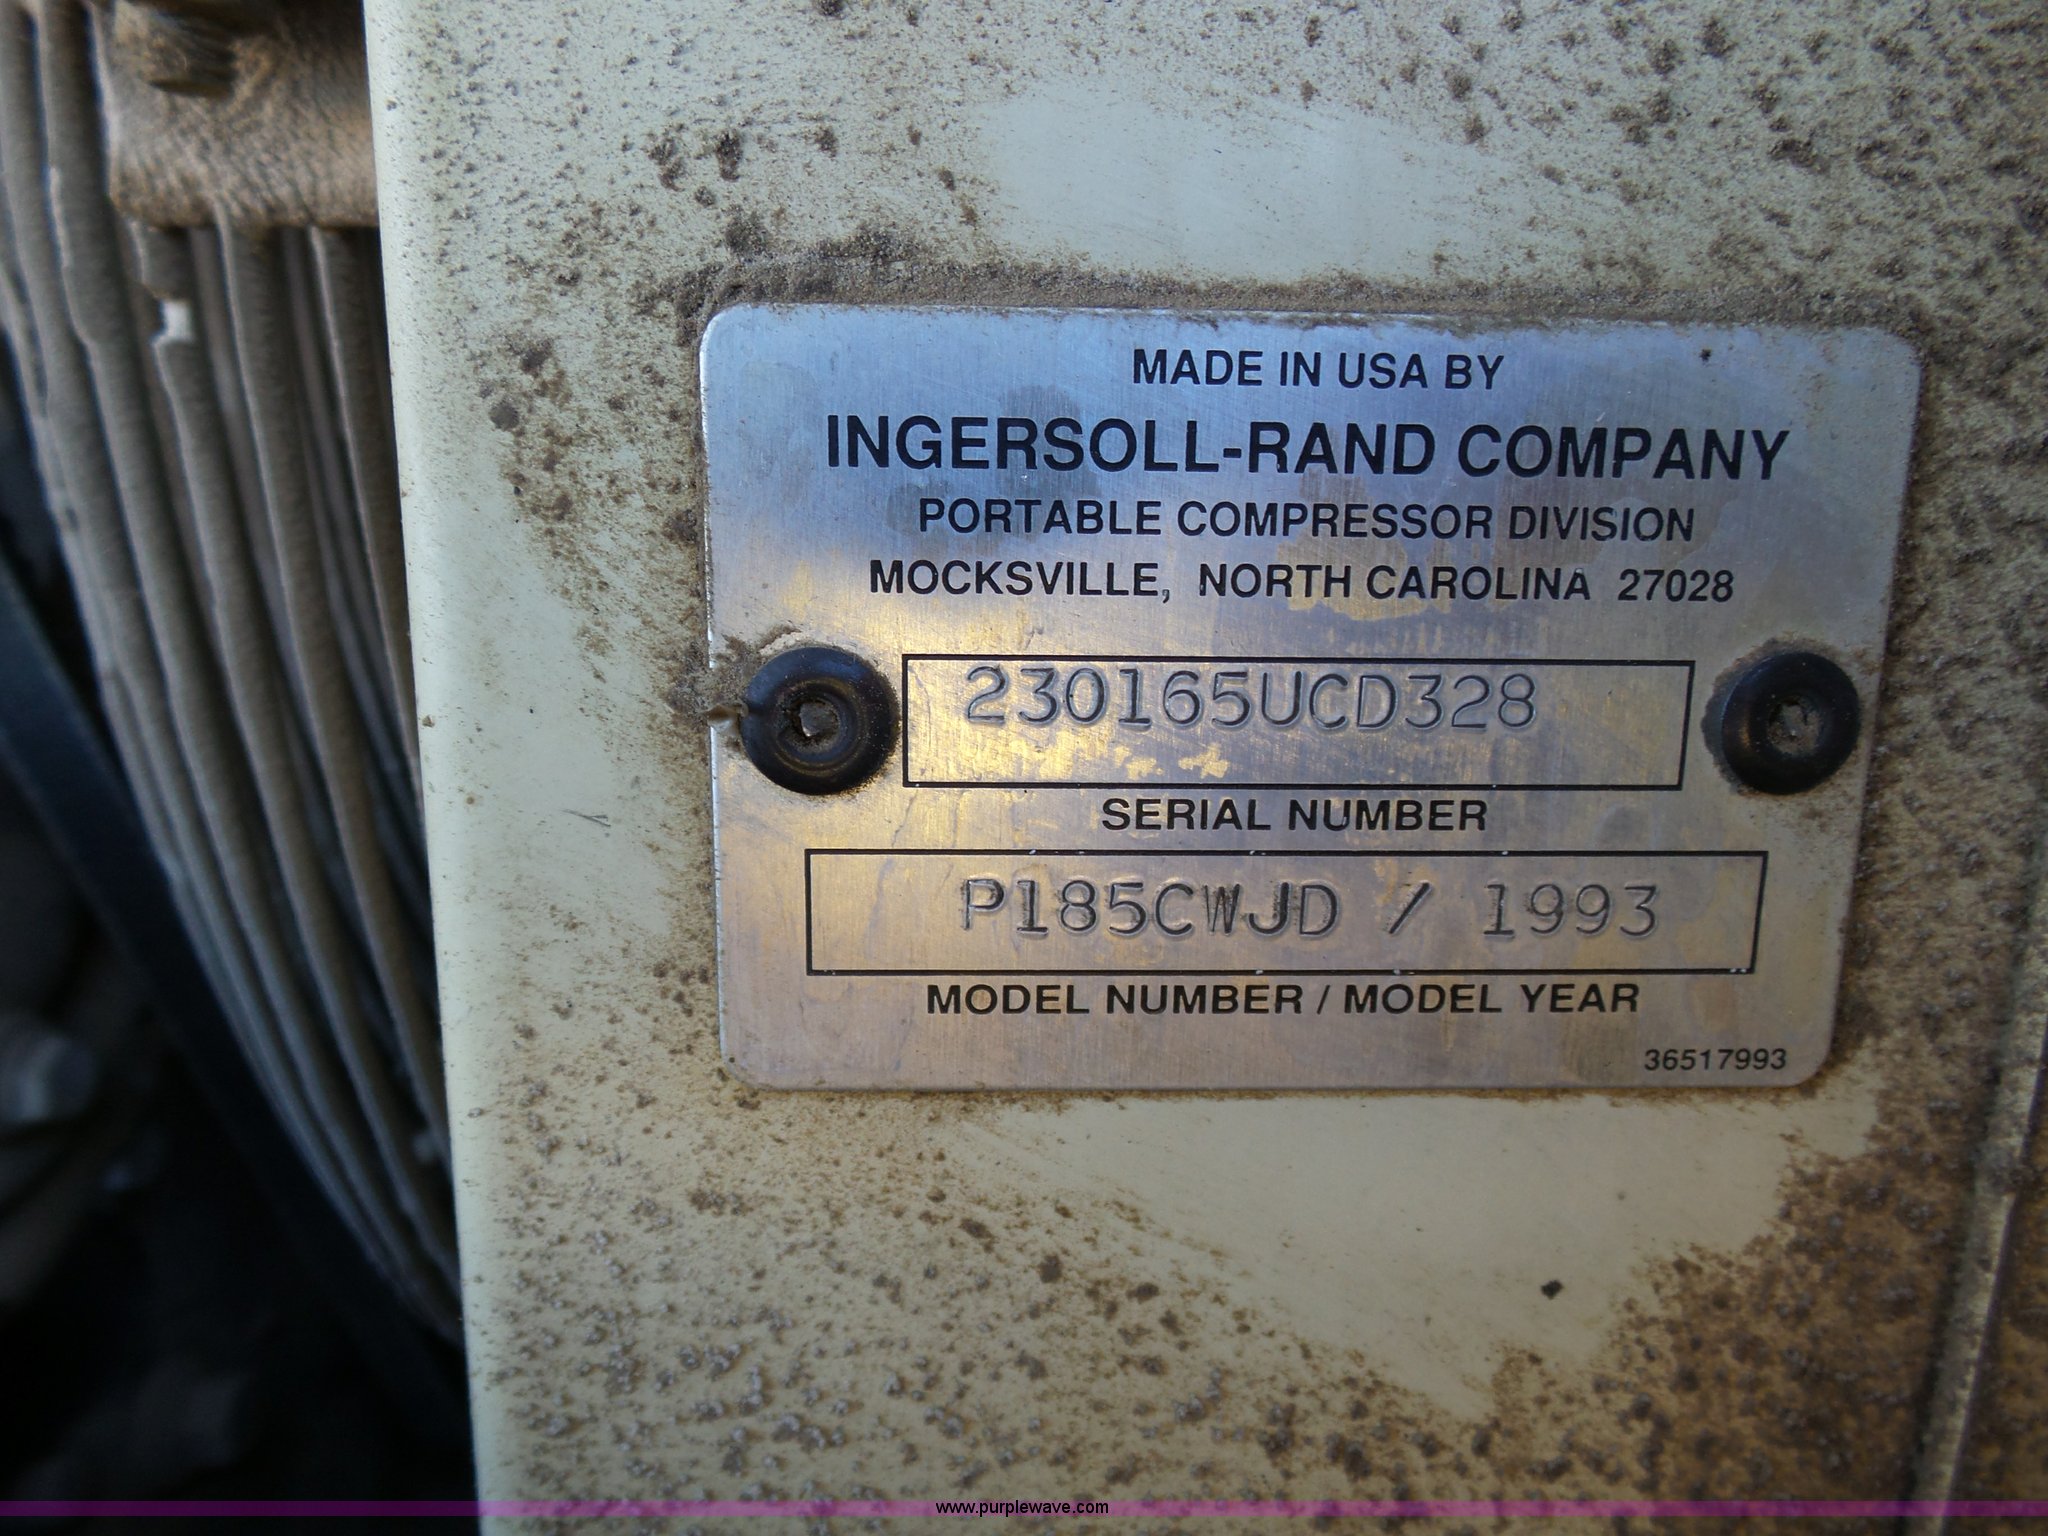 MADE IN USA BY
INGERSOLL-RAND COMPANY
PORTABLE COMPRESSOR DIVISION
MOCKSVILLE, NORTH CAROLINA 27028
230165UCD328
SERIAL NUMBER
P185CWJD / 1993
MODEL NUMBER / MODEL YEAR
36517993
www.purplewave.com